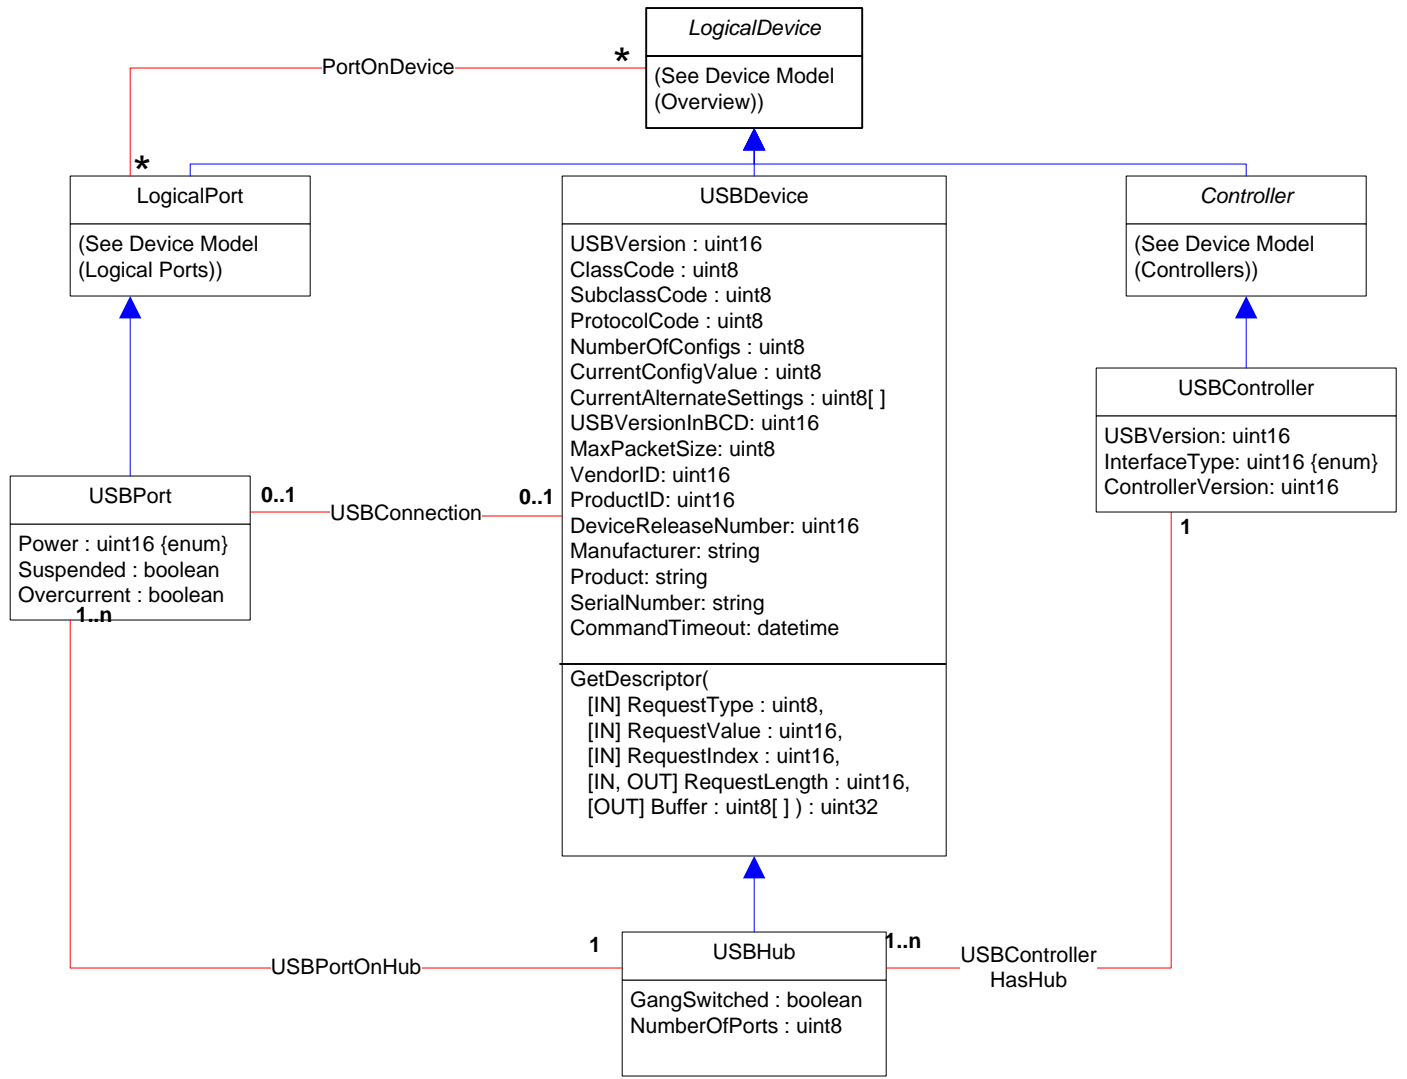 LogicalDevice
(See Device Model
(Overview))
PortOnDevice
*
*
LogicalPort
(See Device Model
(Logical Ports))
USBDevice
USBVersion : uint16
ClassCode : uint8
SubclassCode : uint8
ProtocolCode : uint8
NumberOfConfigs : uint8
CurrentConfigValue : uint8
CurrentAlternateSettings : uint8[ ]
USBVersionInBCD: uint16
MaxPacketSize: uint8
VendorID: uint16
ProductID: uint16
DeviceReleaseNumber: uint16
Manufacturer: string
Product: string
SerialNumber: string
CommandTimeout: datetime
GetDescriptor(
[IN] RequestType : uint8,
[IN] RequestValue : uint16,
[IN] RequestIndex : uint16,
[IN, OUT] RequestLength : uint16,
[OUT] Buffer : uint8[ ] ) : uint32
Controller
(See Device Model
(Controllers))
USBController
USBVersion: uint16
InterfaceType: uint16 {enum}
ControllerVersion: uint16
1
USBPort
Power : uint16 {enum}
Suspended : boolean
Overcurrent : boolean
1..n
0..1
USBConnection
0..1
USBPortOnHub
1
USBHub
GangSwitched : boolean
NumberOfPorts : uint8
1..n
USBController
HasHub